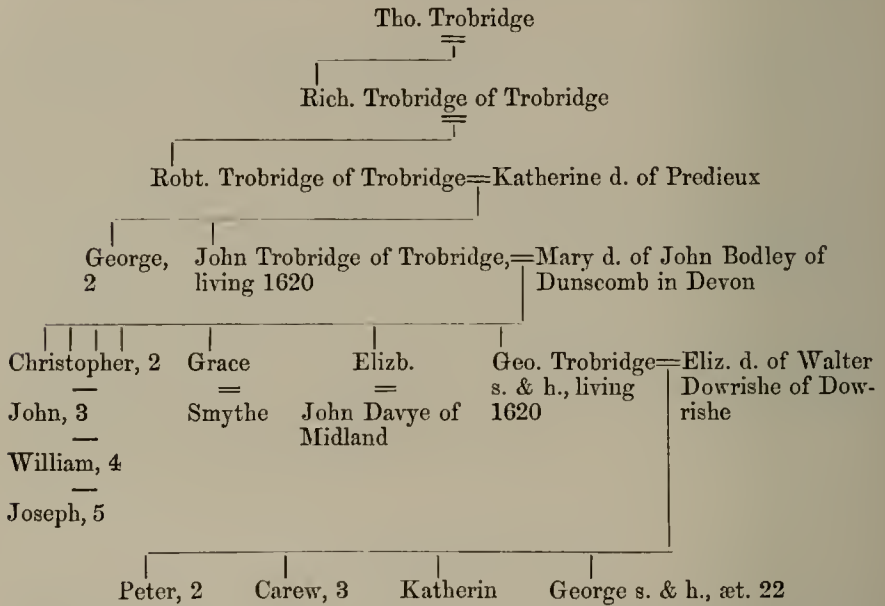 Tho. Trobridge
Rich. Trobridge of Trobridge
Robt. Trobridge of Trobridge=Katherine d. of Predieux
George, 2
John Trobridge of Trobridge,=Mary d. of John Bodley of
living 1620
Dunscomb in Devon
Christopher, 2
John, 3
William, 4
Joseph, 5
Grace
=
Smythe
Elizb.
=
John Davye of
Midland
Geo. Trobridge=Eliz. d. of Walter
s. & h., living
1620
Dowrishe of Dow-
rishe
Peter, 2
Carew, 3
Katherin
George s. & h., æt. 22